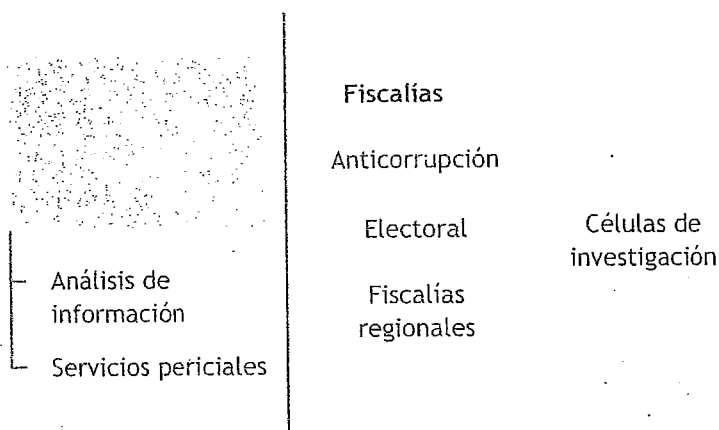 Análisis de
información
Servicios periciales
Fiscalías
Anticorrupción
Electoral
Fiscalías
regionales
Células de
investigación